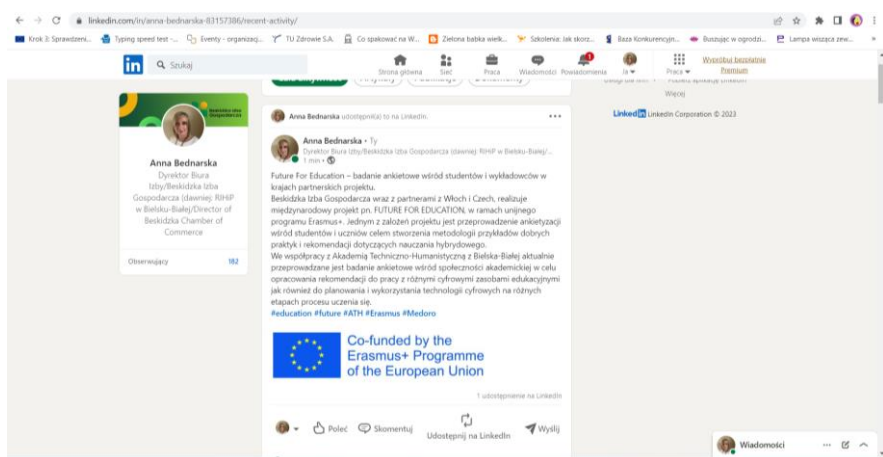 linkedin.com/in/anna-bednarska-83157386/recent-activity/
Krok 3: Sprawdzeni...
Typing speed test -...
Eventy - organizacj...
TU Zdrowie S.A.
Co spakować na W...
Zielona babka wielk...
Szkolenia: Jak skorz...
Baza Konkurencyjn...
Buszując w ogrodzi...
Lampa wisząca zew...
in
Szukaj
Strona główna
Sieć
Praca
Wiadomości
Powiadomienia
Ja
Praca
Wypróbuj bezpłatnie
Premium
Więcej
Linkedin LinkedIn Corporation © 2023
Beskidzka Izba
Gospodarcza
Anna Bednarska
Dyrektor Biura
Izby/Beskidzka Izba
Gospodarcza (dawniej: RIHiP
w Bielsku-Białej/Director of
Beskidzka Chamber of
Commerce
Obserwujący 182
Anna Bednarska udostępnił(a) to na LinkedIn.
Anna Bednarska • Ty
Dyrektor Biura Izby/Beskidzka Izba Gospodarcza (dawniej: RIHiP w Bielsku-Białej/...
1 min •
Future For Education – badanie ankietowe wśród studentów i wykładowców w
krajach partnerskich projektu.
Beskidzka Izba Gospodarcza wraz z partnerami z Włoch i Czech, realizuje
międzynarodowy projekt pn. FUTURE FOR EDUCATION, w ramach unijnego
programu Erasmus+. Jednym z założeń projektu jest przeprowadzenie ankietyzacji
wśród studentów i uczniów celem stworzenia metodologii przykładów dobrych
praktyk i rekomendacji dotyczących nauczania hybrydowego.
We współpracy z Akademią Techniczno-Humanistyczną z Bielska-Białej aktualnie
przeprowadzane jest badanie ankietowe wśród społeczności akademickiej w celu
opracowania rekomendacji do pracy z różnymi cyfrowymi zasobami edukacyjnymi
jak również do planowania i wykorzystania technologii cyfrowych na różnych
etapach procesu uczenia się.
#education #future #ATH #Erasmus #Medoro
Co-funded by the
Erasmus+ Programme
of the European Union
1 udostępnienie na LinkedIn
Poleć
Skomentuj
Udostępnij na LinkedIn
Wyślij
Wiadomości